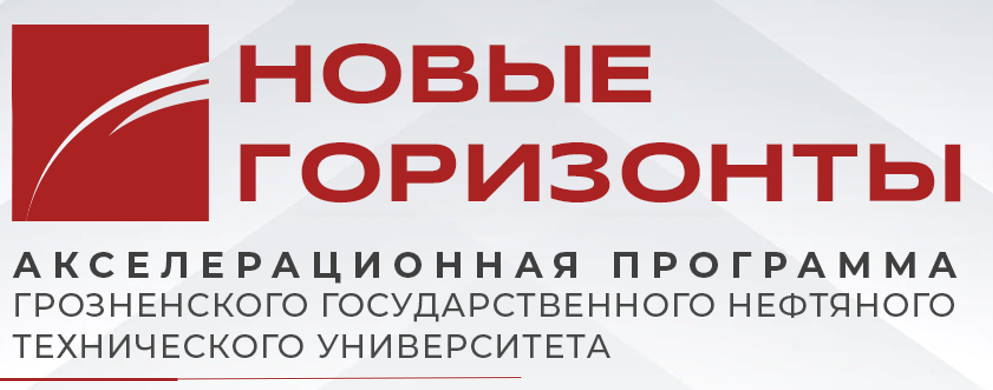 НОВЫЕ
ГОРИЗОНТЫ
АКСЕЛЕРАЦИОННАЯ ПРОГРАММА
ГРОЗНЕНСКОГО ГОСУДАРСТВЕННОГО НЕФТЯНОГО
ТЕХНИЧЕСКОГО УНИВЕРСИТЕТА